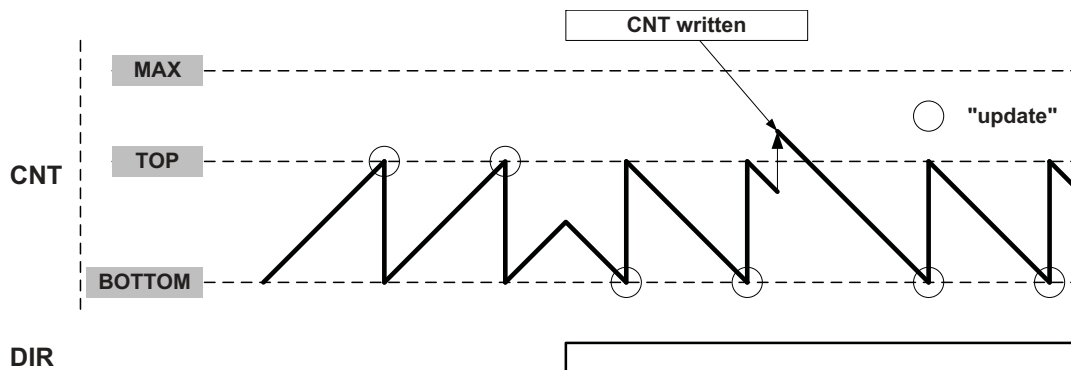 CNT written
MAX
"update"
TOP
CNT
BOTTOM
DIR